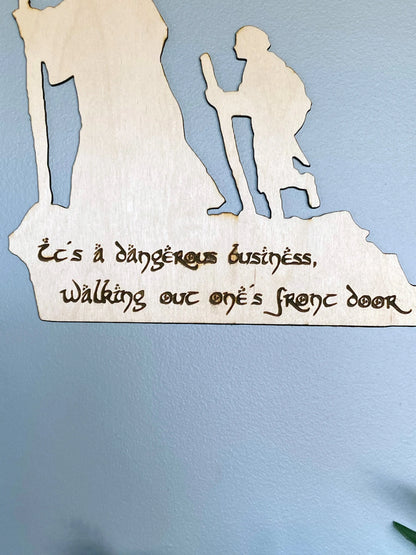 It's a dangerous business,
walking out one's front door